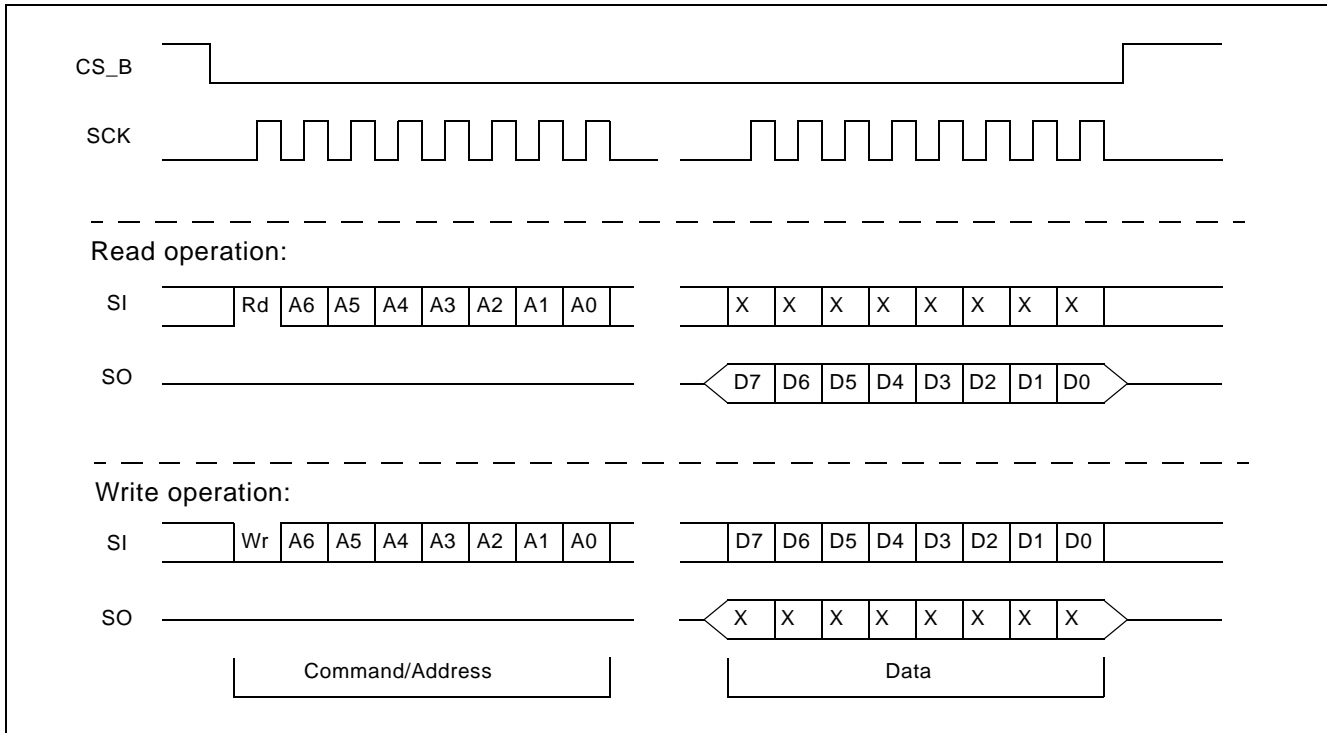 CS_B
SCK
Read operation:
SI Rd A6 A5 A4 A3 A2 A1 A0 X X X X X X X X
SO D7 D6 D5 D4 D3 D2 D1 D0
Write operation:
SI Wr A6 A5 A4 A3 A2 A1 A0 D7 D6 D5 D4 D3 D2 D1 D0
SO X X X X X X X X
Command/Address Data